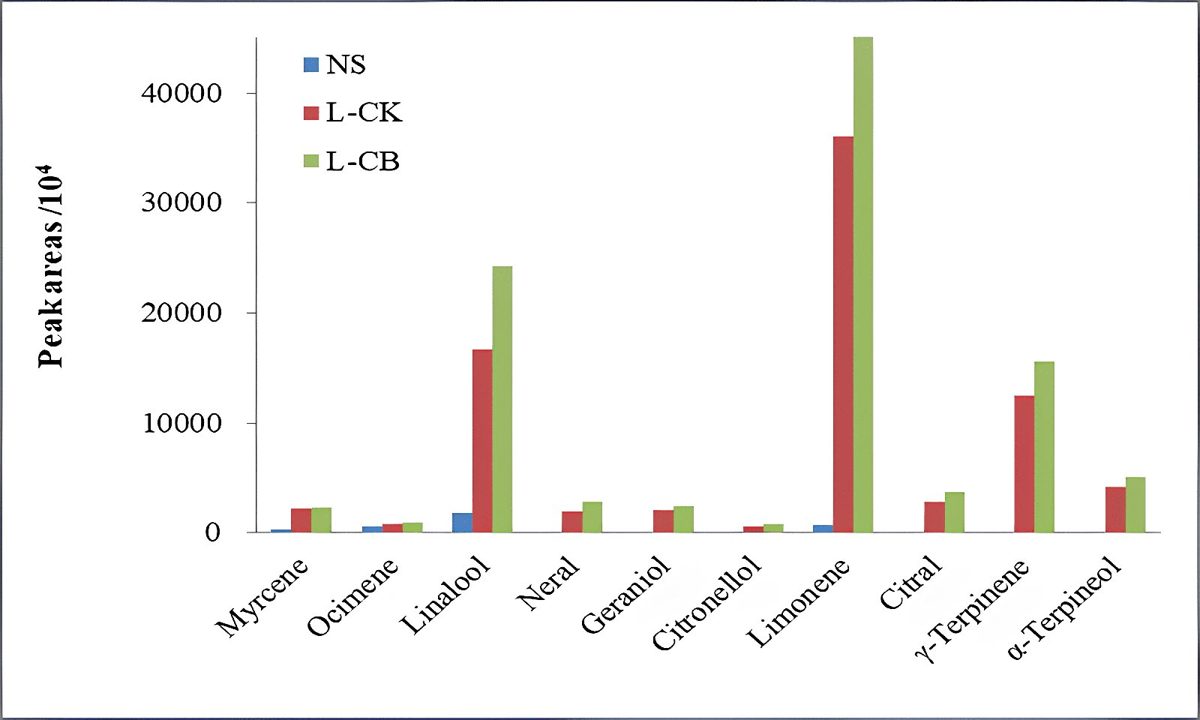 NS
L-CK
L-CB
Peak areas /10⁴
40000
30000
20000
10000
0
Myrcene
Ocimene
Linalool
Neral
Geraniol
Citronellol
Limonene
Citral
γ-Terpinene
α-Terpineol